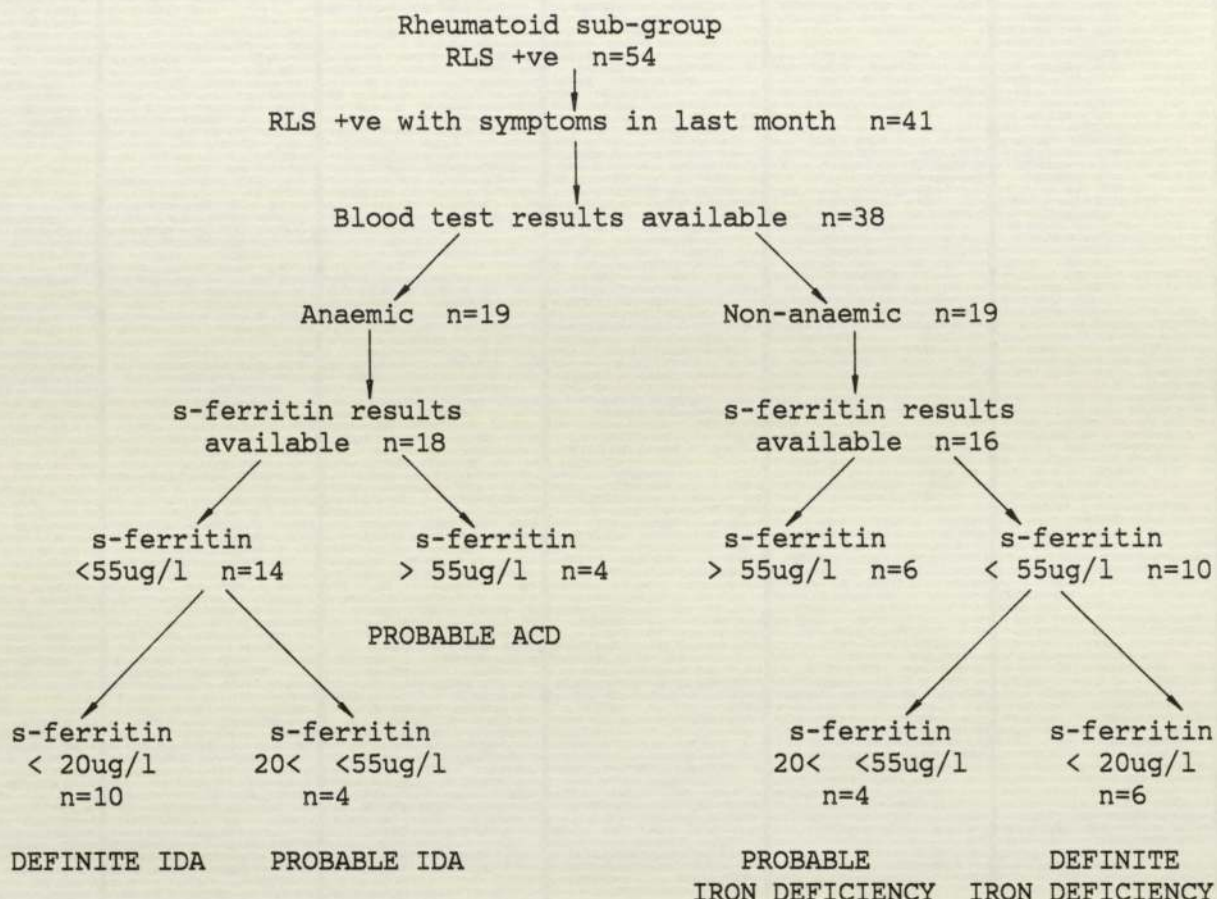 Rheumatoid sub-group
RLS +ve n=54
RLS +ve with symptoms in last month n=41
Blood test results available n=38
Anaemic n=19
Non-anaemic n=19
s-ferritin results
available n=18
s-ferritin results
available n=16
s-ferritin
<55ug/l n=14
s-ferritin
> 55ug/l n=4
s-ferritin
> 55ug/l n=6
s-ferritin
< 55ug/l n=10
PROBABLE ACD
s-ferritin
< 20ug/l
n=10
s-ferritin
20< <55ug/l
n=4
s-ferritin
20< <55ug/l
n=4
s-ferritin
< 20ug/l
n=6
DEFINITE IDA
PROBABLE IDA
PROBABLE
IRON DEFICIENCY
DEFINITE
IRON DEFICIENCY